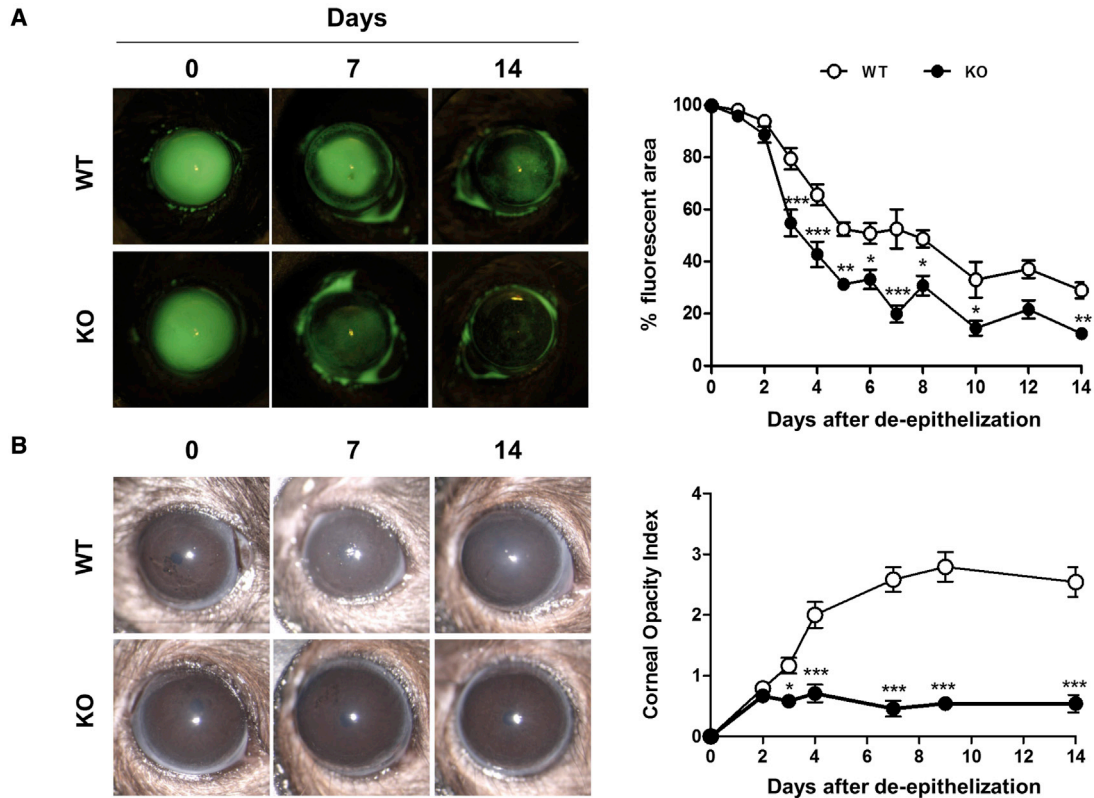 A
Days
0 7 14
WT
KO
WT KO
% fluorescent area
100
80
60
40
20
0
*** *** ** * *** * * **
0 2 4 6 8 10 12 14
Days after de-epithelization
B
0 7 14
WT
KO
Corneal Opacity Index
4
3
2
1
0
* *** *** *** ***
0 2 4 6 8 10 12 14
Days after de-epithelization